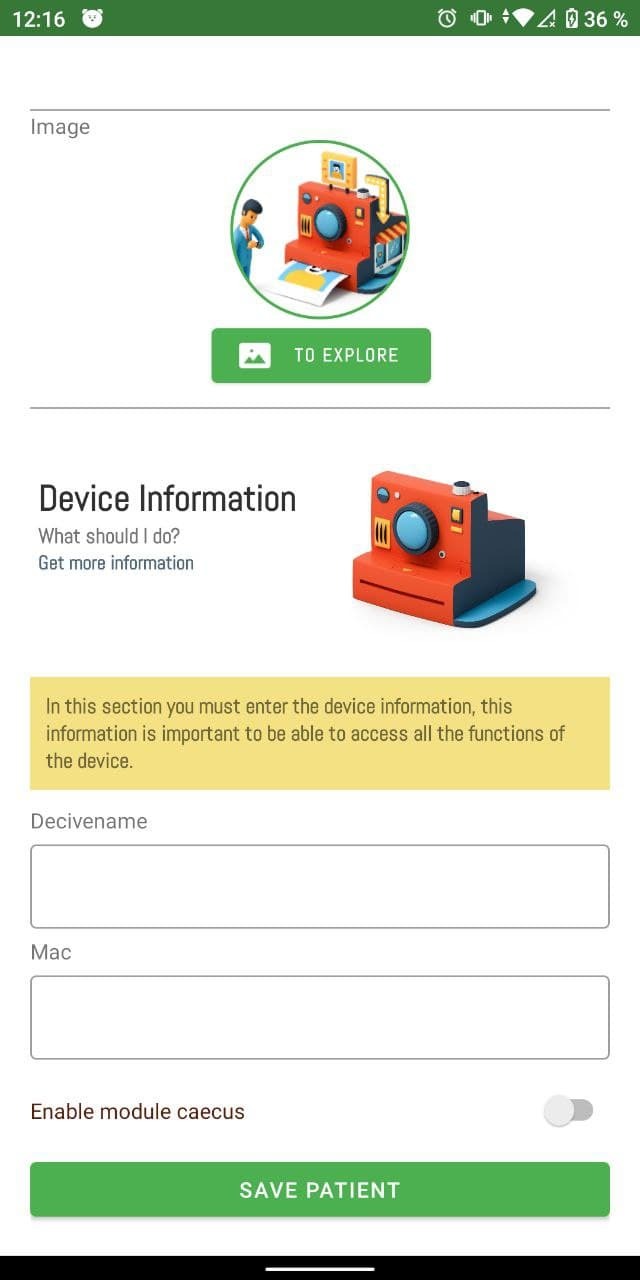 12:16 36 %
Image
TO EXPLORE
Device Information
What should I do?
Get more information
In this section you must enter the device information, this
information is important to be able to access all the functions of
the device.
Decivename
Mac
Enable module caecus
SAVE PATIENT